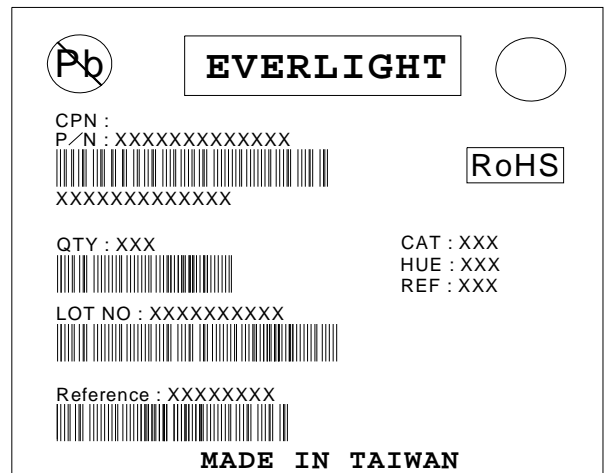 Pb
EVERLIGHT
CPN :
P/N : XXXXXXXXXXXXX
RoHS
XXXXXXXXXXXXX
QTY : XXX
CAT : XXX
HUE : XXX
REF : XXX
LOT NO : XXXXXXXXXX
Reference : XXXXXXXX
MADE IN TAIWAN